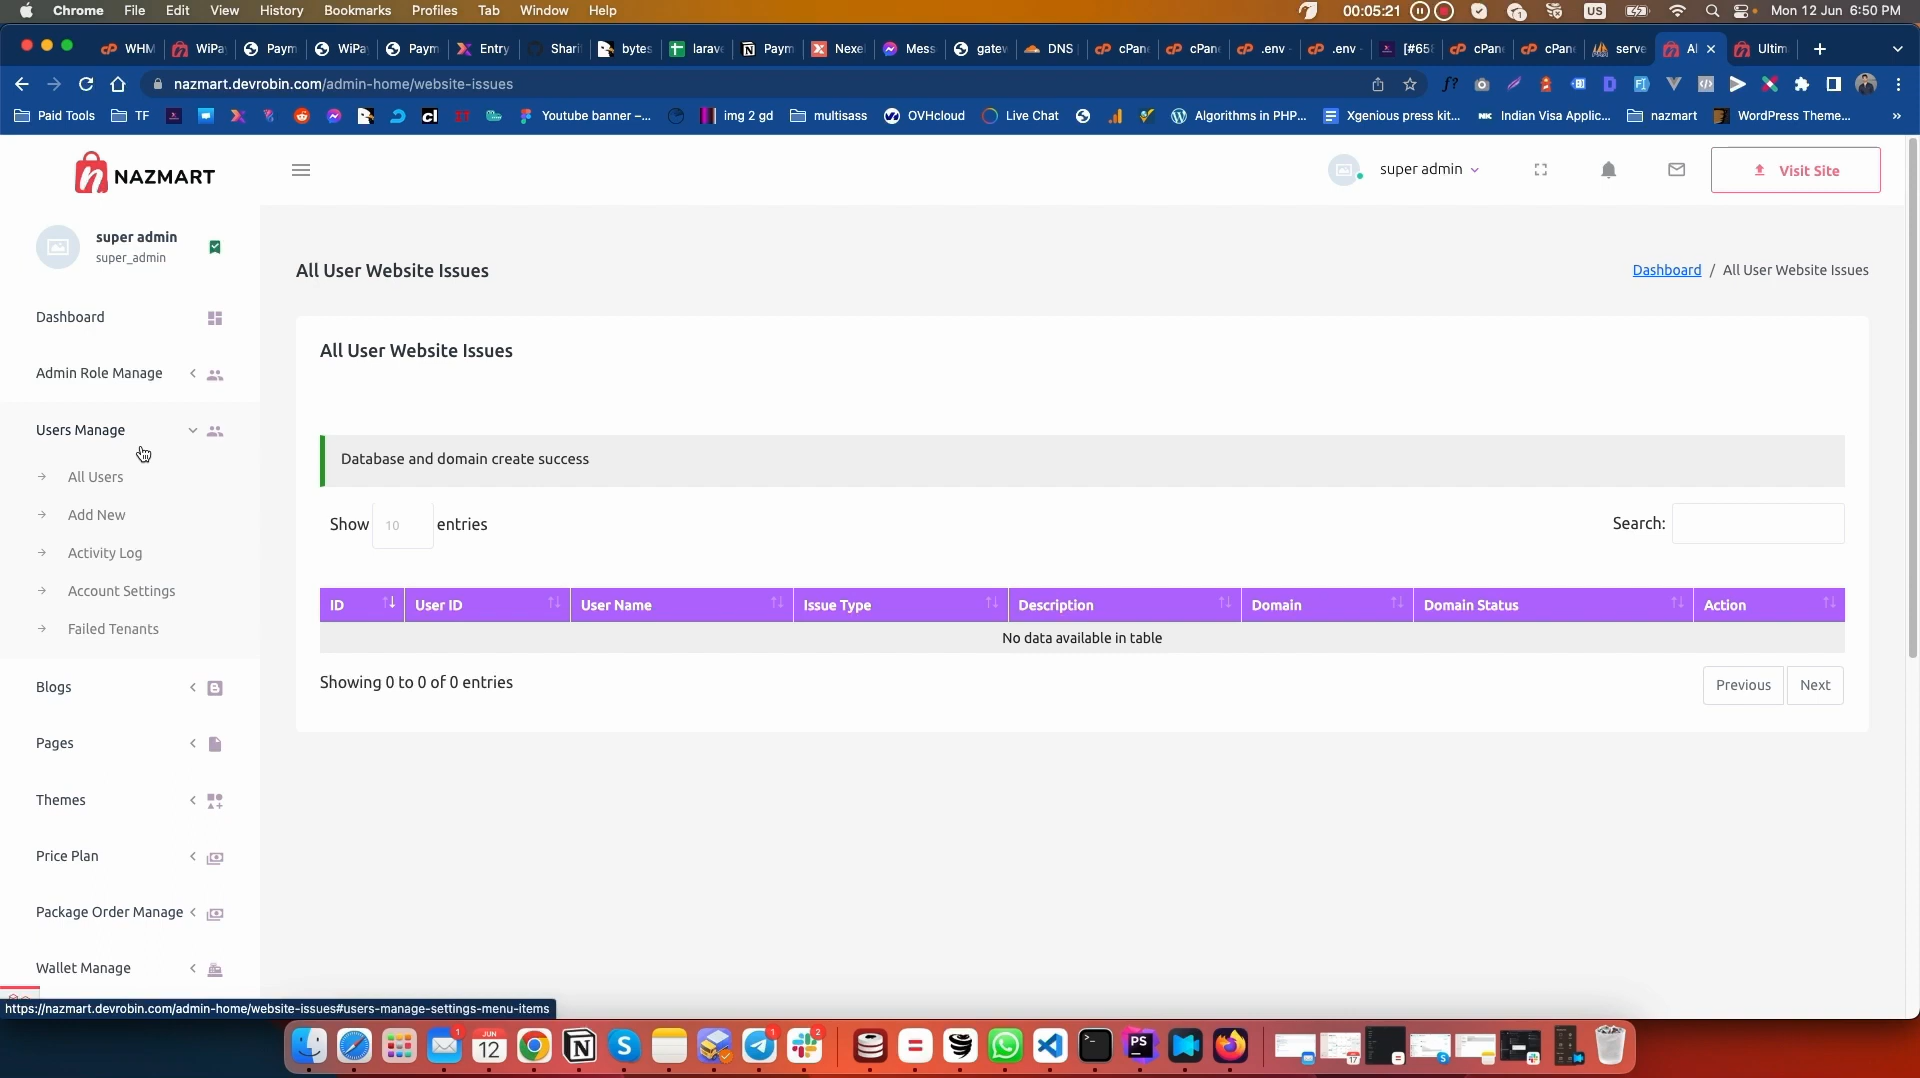 Chrome File Edit View History Bookmarks Profiles Tab Window Help 00:05:21 US Mon 12 Jun 6:50 PM
WHM WiPa Paym WiPa Paym Entry Shari bytes larave Paym Nexel Mess gatew DNS cPane cPane .env .env [#658 cPane cPane serve Al Ultim
nazmart.devrobin.com/admin-home/website-issues
Paid Tools TF Youtube banner –... img 2 gd multisass OVHcloud Live Chat Algorithms in PHP... Xgenious press kit... Indian Visa Applic... nazmart WordPress Theme...
NAZMART
super admin
Visit Site
super admin
super_admin
All User Website Issues
Dashboard / All User Website Issues
Dashboard
Admin Role Manage
Users Manage
All Users
Add New
Activity Log
Account Settings
Failed Tenants
Blogs
Pages
Themes
Price Plan
Package Order Manage
Wallet Manage
All User Website Issues
Database and domain create success
Show 10 entries
Search:
ID User ID User Name Issue Type Description Domain Domain Status Action
No data available in table
Showing 0 to 0 of 0 entries
Previous Next
https://nazmart.devrobin.com/admin-home/website-issues#users-manage-settings-menu-items
JUN
12
PS